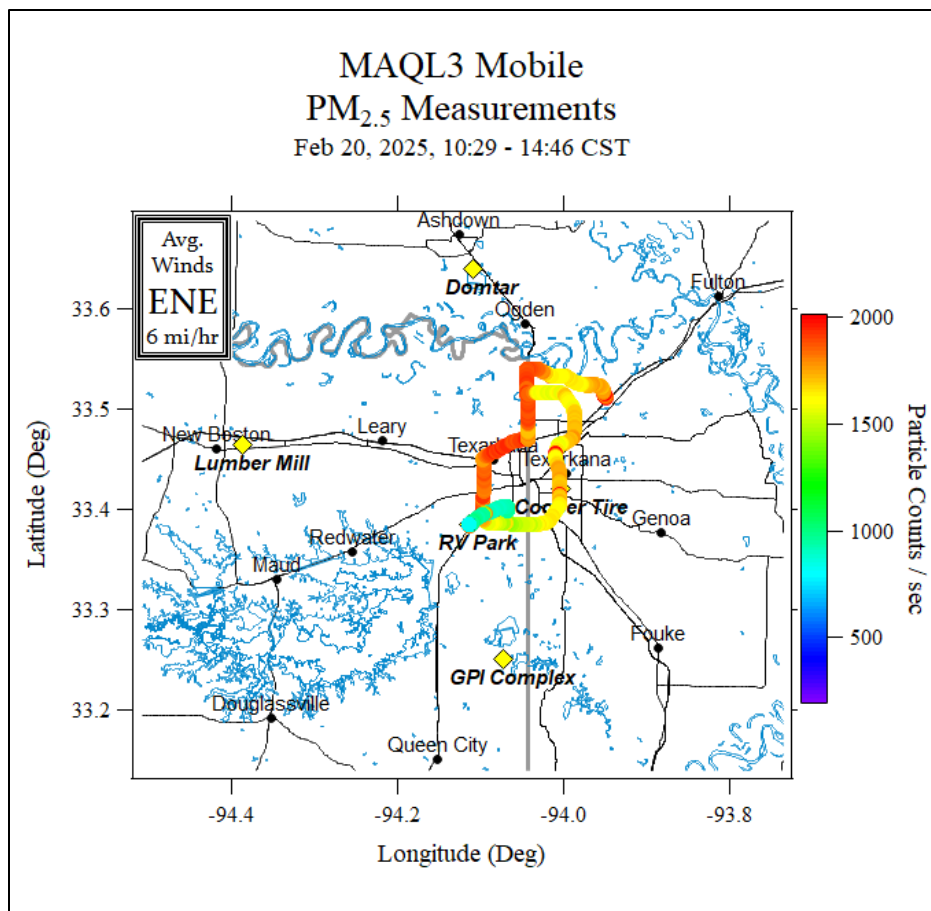 MAQL3 Mobile
PM2.5 Measurements
Feb 20, 2025, 10:29 - 14:46 CST
Avg.
Winds
ENE
6 mi/hr
Ashdown
Domtar
Ogden
Fulton
New Boston
Lumber Mill
Leary
Texarkana
Texarkana
Cooper Tire
Genoa
RV Park
Redwater
Maud
Fouke
GPI Complex
Douglassville
Queen City
33.6
33.5
33.4
33.3
33.2
Latitude (Deg)
-94.4
-94.2
-94.0
-93.8
Longitude (Deg)
2000
1500
1000
500
Particle Counts / sec